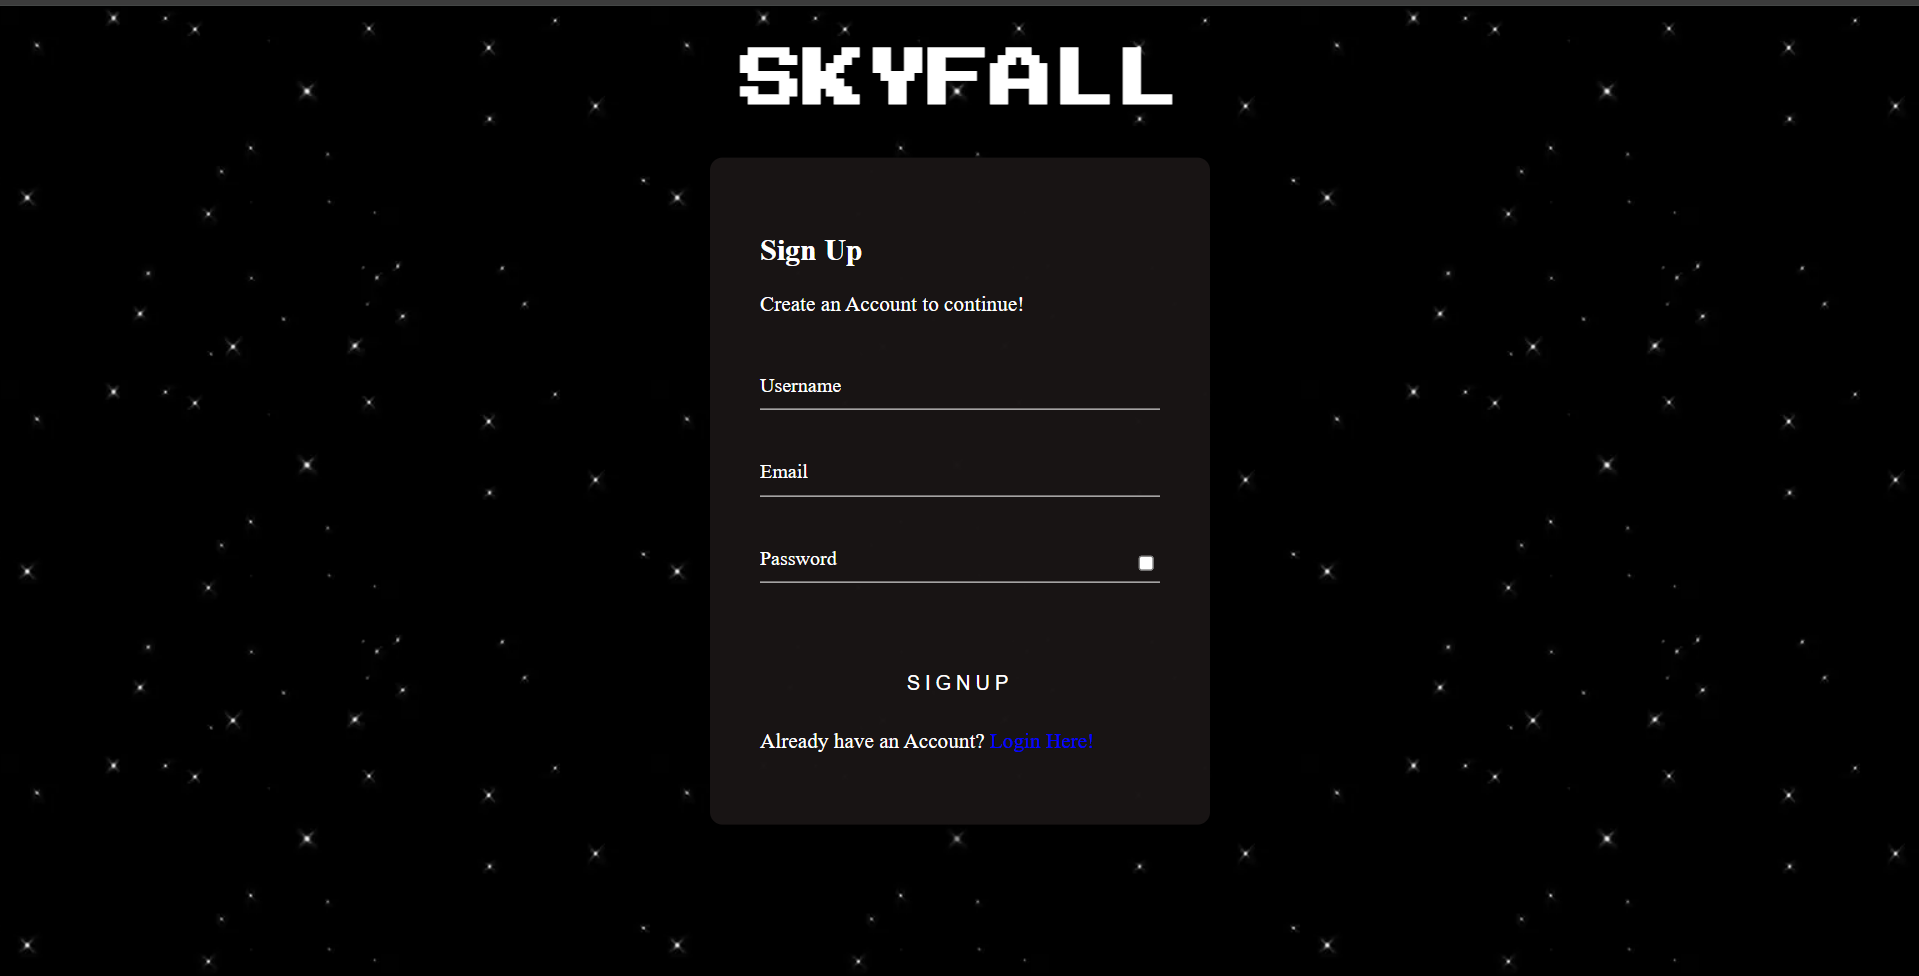 SKYFALL
Sign Up
Create an Account to continue!
Username
Email
Password
SIGNUP
Already have an Account? Login Here!